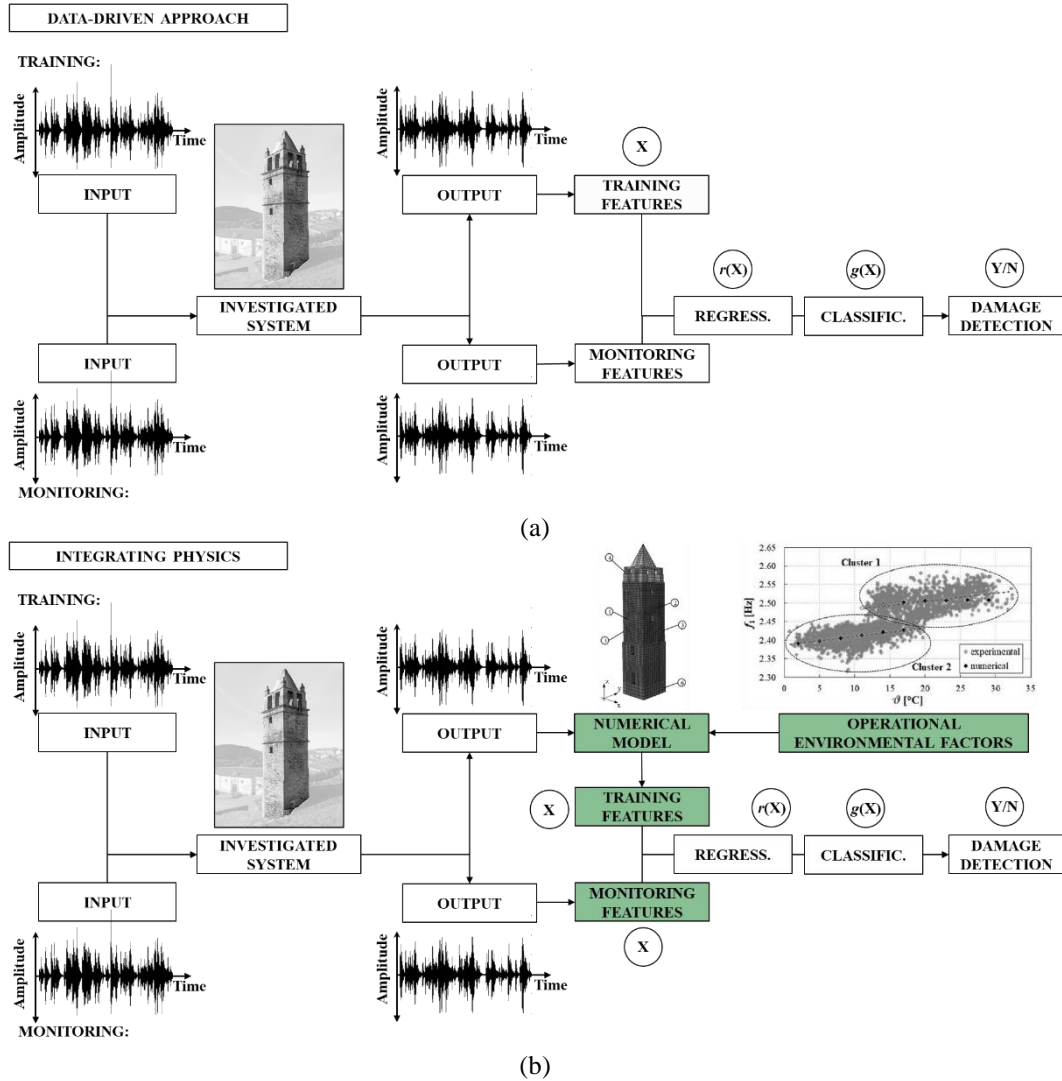 DATA-DRIVEN APPROACH
TRAINING:
Amplitude
Time
Amplitude
Time
X
INPUT
OUTPUT
TRAINING
FEATURES
r(X)
g(X)
Y/N
INVESTIGATED
SYSTEM
REGRESS.
CLASSIFIC.
DAMAGE
DETECTION
INPUT
OUTPUT
MONITORING
FEATURES
Amplitude
Time
Amplitude
Time
MONITORING:
(a)
INTEGRATING PHYSICS
TRAINING:
Amplitude
Time
Amplitude
Time
z
y
x
2.65
2.60
2.55
2.50
2.45
2.40
2.35
2.30
f1 [Hz]
Cluster 1
Cluster 2
experimental
numerical
0 5 10 15 20 25 30 35
ϑ [°C]
INPUT
OUTPUT
NUMERICAL
MODEL
OPERATIONAL
ENVIRONMENTAL FACTORS
X
TRAINING
FEATURES
r(X)
g(X)
Y/N
INVESTIGATED
SYSTEM
REGRESS.
CLASSIFIC.
DAMAGE
DETECTION
INPUT
OUTPUT
MONITORING
FEATURES
X
Amplitude
Time
Amplitude
Time
MONITORING:
(b)